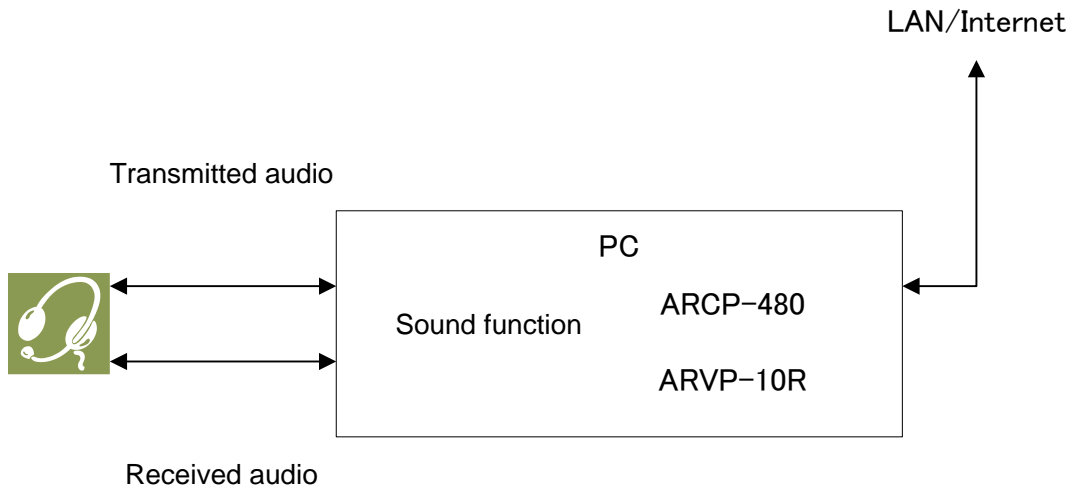 LAN/Internet
Transmitted audio
PC
ARCP-480
Sound function
ARVP-10R
Received audio